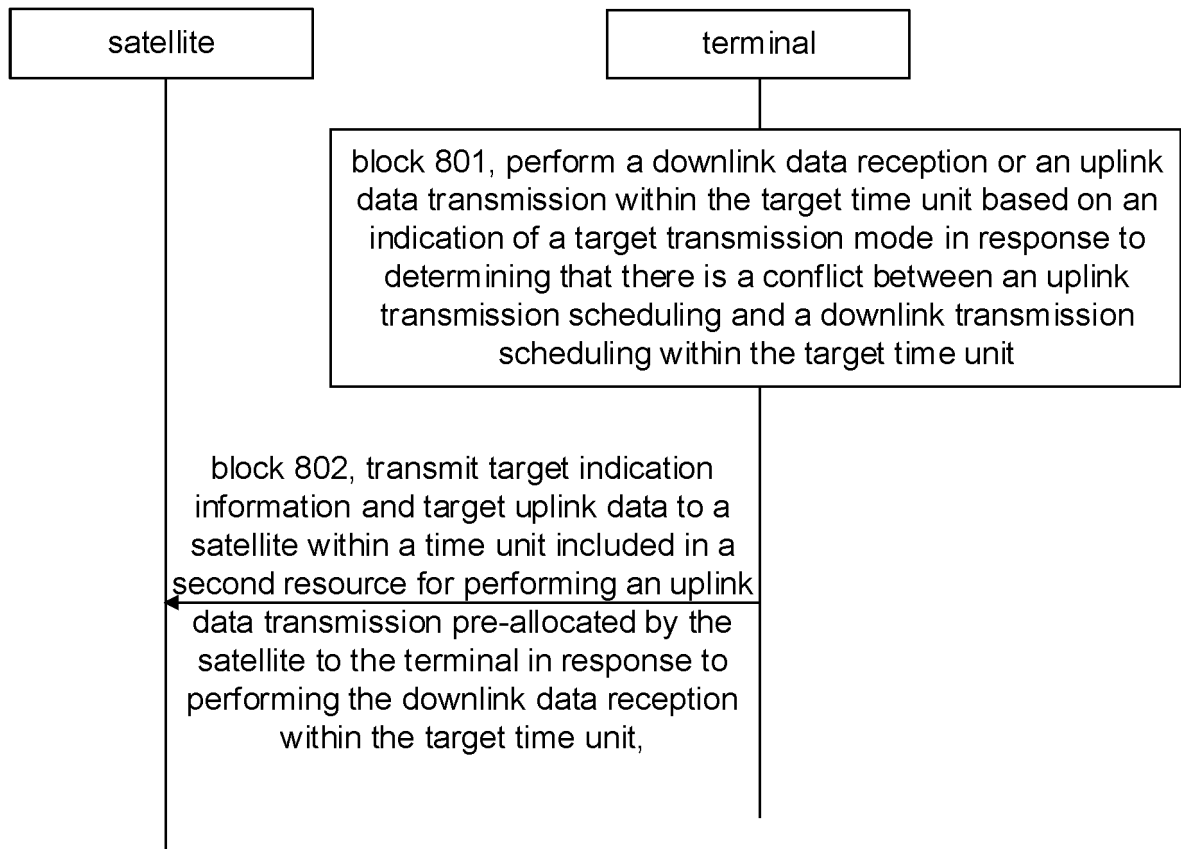 satellite
terminal
block 801, perform a downlink data reception or an uplink
data transmission within the target time unit based on an
indication of a target transmission mode in response to
determining that there is a conflict between an uplink
transmission scheduling and a downlink transmission
scheduling within the target time unit
block 802, transmit target indication
information and target uplink data to a
satellite within a time unit included in a
second resource for performing an uplink
data transmission pre-allocated by the
satellite to the terminal in response to
performing the downlink data reception
within the target time unit,